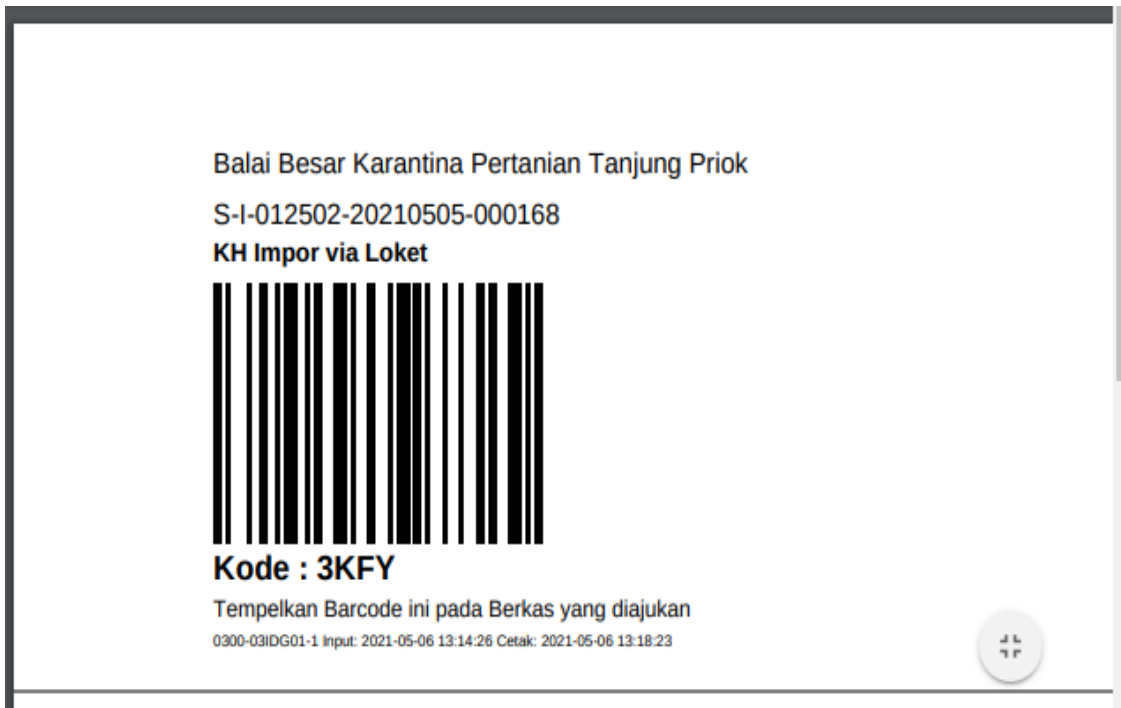 Balai Besar Karantina Pertanian Tanjung Priok
S-I-012502-20210505-000168
KH Impor via Loket
Kode : 3KFY
Tempelkan Barcode ini pada Berkas yang diajukan
0300-03IDG01-1 Input: 2021-05-06 13:14:26 Cetak: 2021-05-06 13:18:23